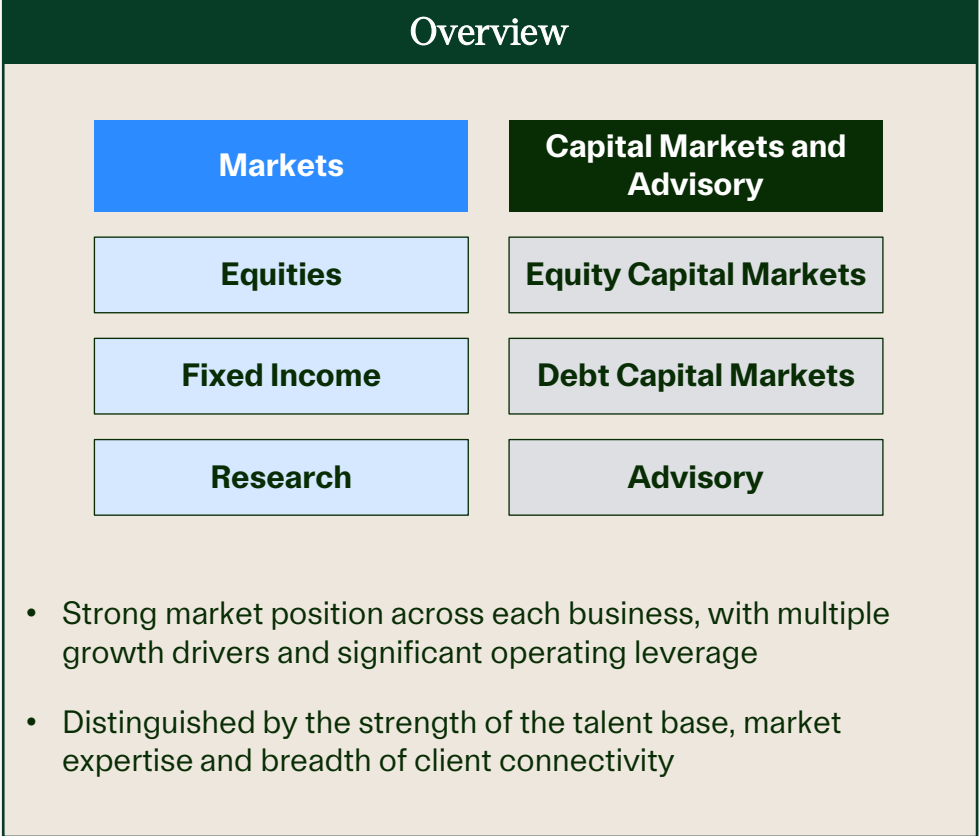 Overview
Markets
Capital Markets and
Advisory
Equities
Equity Capital Markets
Fixed Income
Debt Capital Markets
Research
Advisory
• Strong market position across each business, with multiple
growth drivers and significant operating leverage
• Distinguished by the strength of the talent base, market
expertise and breadth of client connectivity